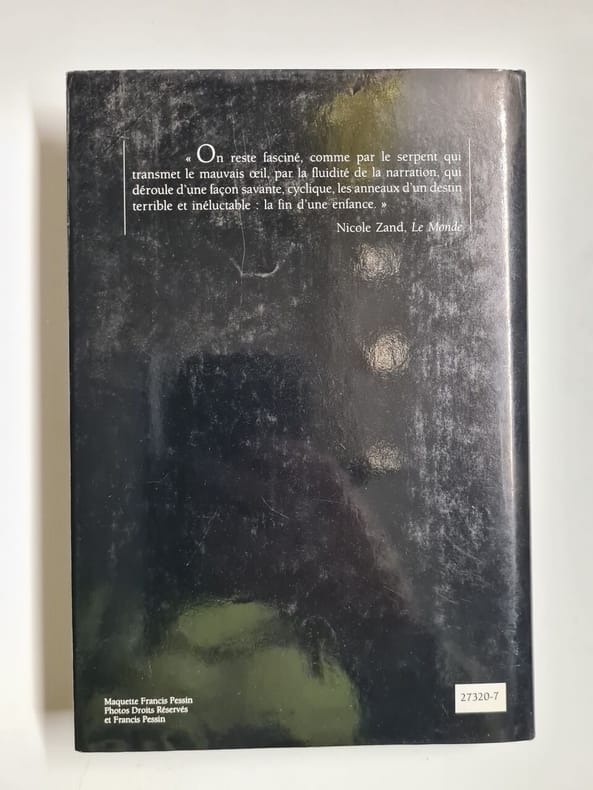 « On reste fasciné, comme par le serpent qui
transmet le mauvais œil, par la fluidité de la narration, qui
déroule d'une façon savante, cyclique, les anneaux d'un destin
terrible et inéluctable : la fin d'une enfance. »
Nicole Zand, Le Monde
Maquette Francis Pessin
Photos Droits Réservés
et Francis Pessin
27320-7